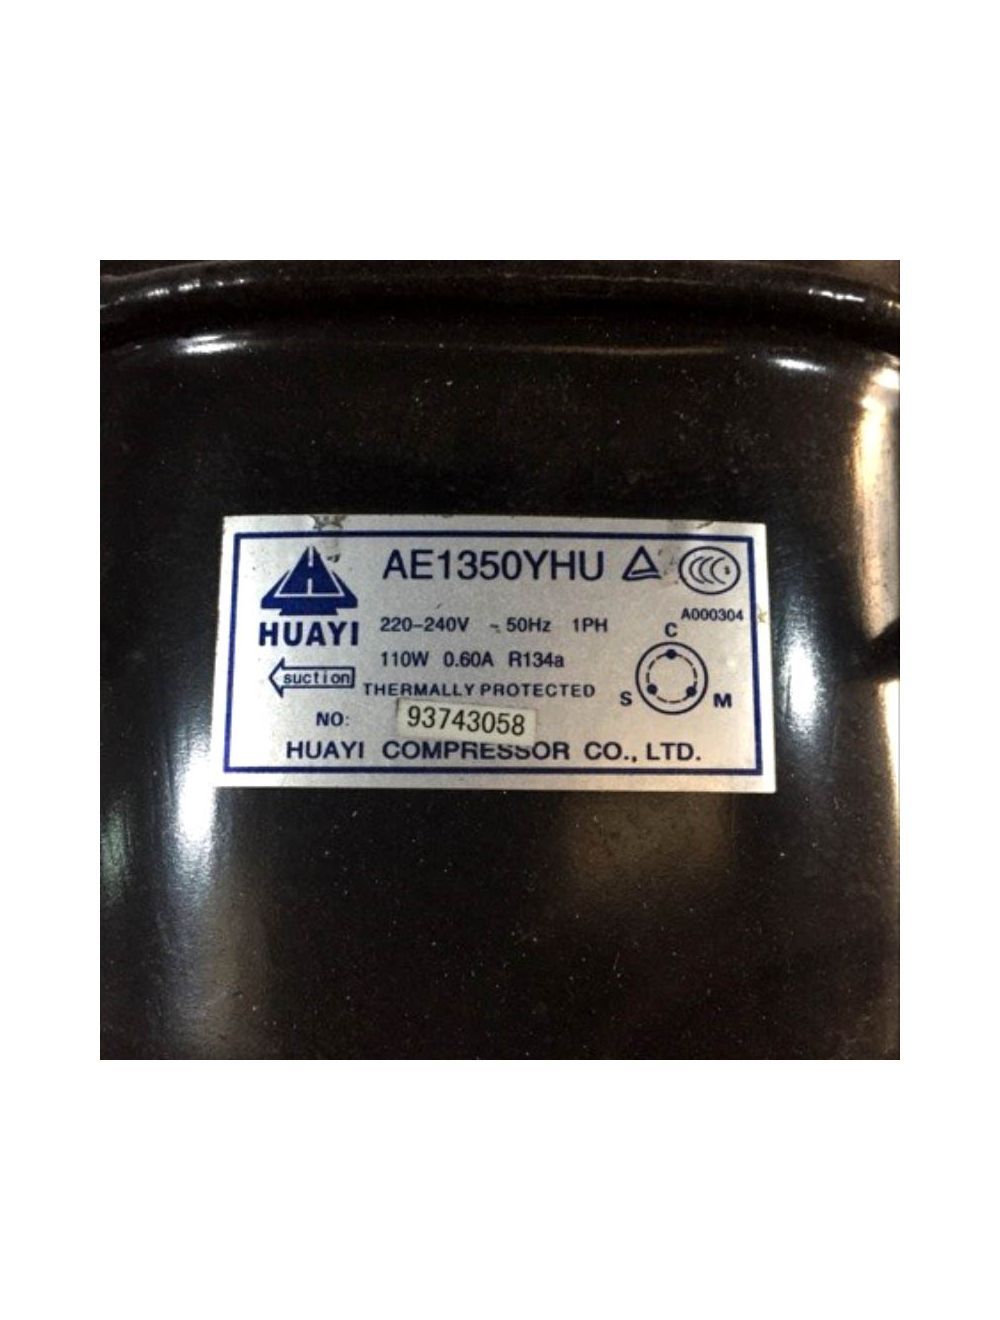 AE1350YHU
HUAYI
A000304
220-240V ~ 50Hz 1PH
C
110W 0.60A R134a
suction
THERMALLY PROTECTED
S M
NO: 93743058
HUAYI COMPRESSOR CO., LTD.